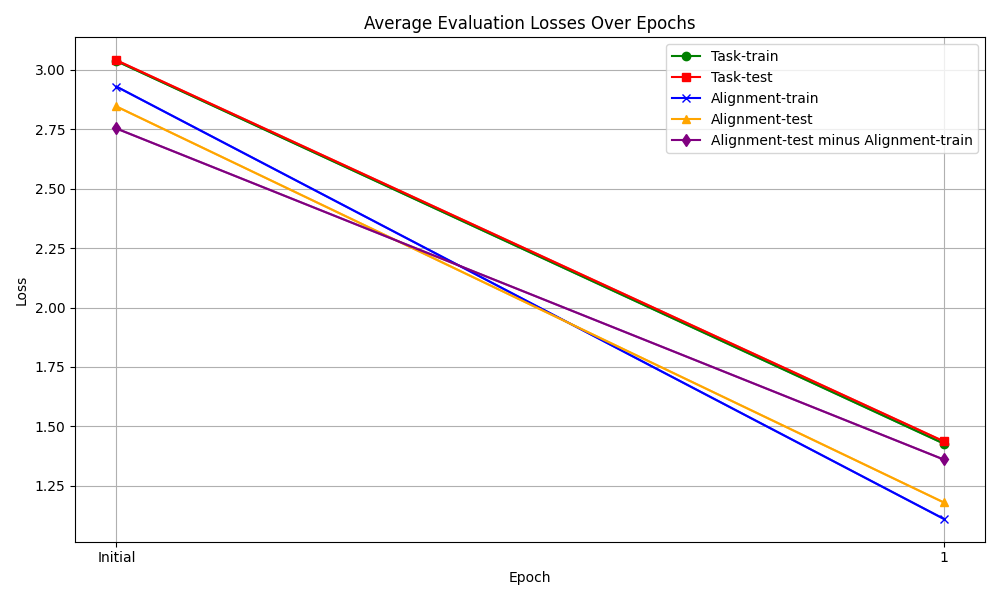 Average Evaluation Losses Over Epochs
Task-train
Task-test
Alignment-train
Alignment-test
Alignment-test minus Alignment-train
3.00
2.75
2.50
2.25
2.00
1.75
1.50
1.25
Loss
Initial
1
Epoch